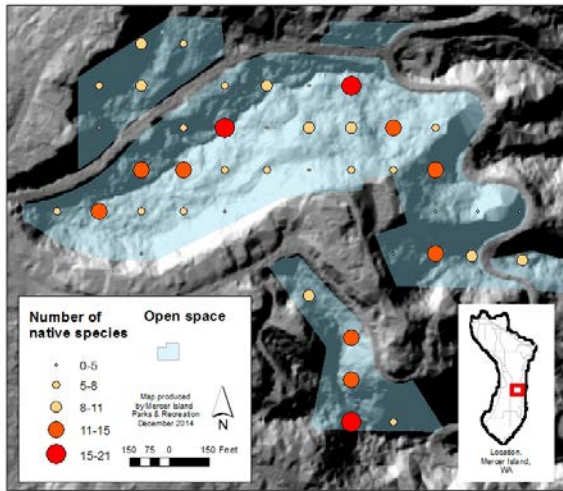 Number of
native species
0-5
5-8
8-11
11-15
15-21
Open space
Map produced
by Mercer Island
Parks & Recreation
December 2014
N
150 75 0 150 Feet
Location,
Mercer Island,
WA